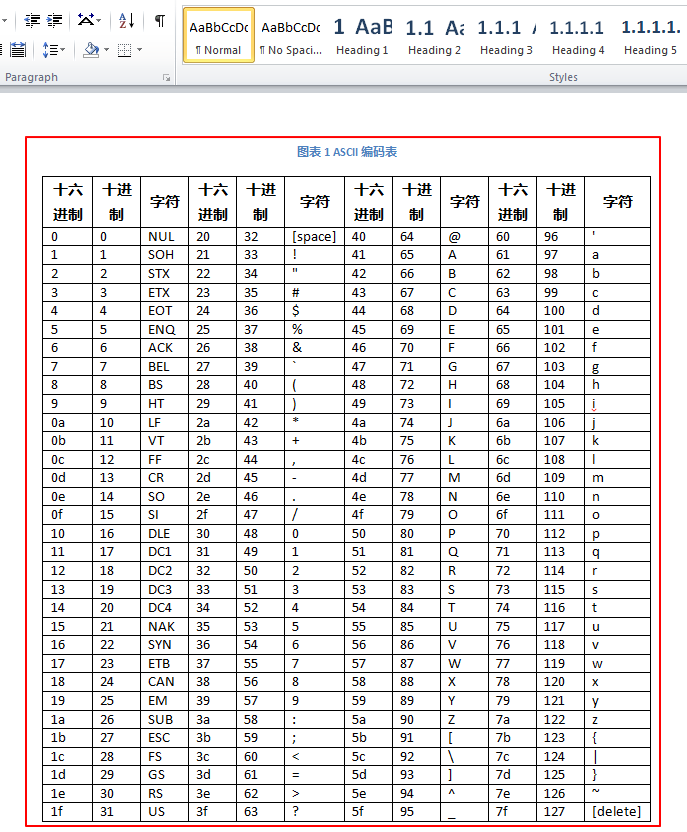 AaBbCcDc AaBbCcDc 1 AaB 1.1 AaB 1.1.1 A 1.1.1.1 1.1.1.1.
¶ Normal ¶ No Spaci... Heading 1 Heading 2 Heading 3 Heading 4 Heading 5
Paragraph Styles
图表 1 ASCII 编码表
十六进制 十进制 字符 十六进制 十进制 字符 十六进制 十进制 字符 十六进制 十进制 字符
0 0 NUL 20 32 [space] 40 64 @ 60 96 '
1 1 SOH 21 33 ! 41 65 A 61 97 a
2 2 STX 22 34 " 42 66 B 62 98 b
3 3 ETX 23 35 # 43 67 C 63 99 c
4 4 EOT 24 36 $ 44 68 D 64 100 d
5 5 ENQ 25 37 % 45 69 E 65 101 e
6 6 ACK 26 38 & 46 70 F 66 102 f
7 7 BEL 27 39 ` 47 71 G 67 103 g
8 8 BS 28 40 ( 48 72 H 68 104 h
9 9 HT 29 41 ) 49 73 I 69 105 i
0a 10 LF 2a 42 * 4a 74 J 6a 106 j
0b 11 VT 2b 43 + 4b 75 K 6b 107 k
0c 12 FF 2c 44 , 4c 76 L 6c 108 l
0d 13 CR 2d 45 - 4d 77 M 6d 109 m
0e 14 SO 2e 46 . 4e 78 N 6e 110 n
0f 15 SI 2f 47 / 4f 79 O 6f 111 o
10 16 DLE 30 48 0 50 80 P 70 112 p
11 17 DC1 31 49 1 51 81 Q 71 113 q
12 18 DC2 32 50 2 52 82 R 72 114 r
13 19 DC3 33 51 3 53 83 S 73 115 s
14 20 DC4 34 52 4 54 84 T 74 116 t
15 21 NAK 35 53 5 55 85 U 75 117 u
16 22 SYN 36 54 6 56 86 V 76 118 v
17 23 ETB 37 55 7 57 87 W 77 119 w
18 24 CAN 38 56 8 58 88 X 78 120 x
19 25 EM 39 57 9 59 89 Y 79 121 y
1a 26 SUB 3a 58 : 5a 90 Z 7a 122 z
1b 27 ESC 3b 59 ; 5b 91 [ 7b 123 {
1c 28 FS 3c 60 < 5c 92 \ 7c 124 |
1d 29 GS 3d 61 = 5d 93 ] 7d 125 }
1e 30 RS 3e 62 > 5e 94 ^ 7e 126 ~
1f 31 US 3f 63 ? 5f 95 _ 7f 127 [delete]